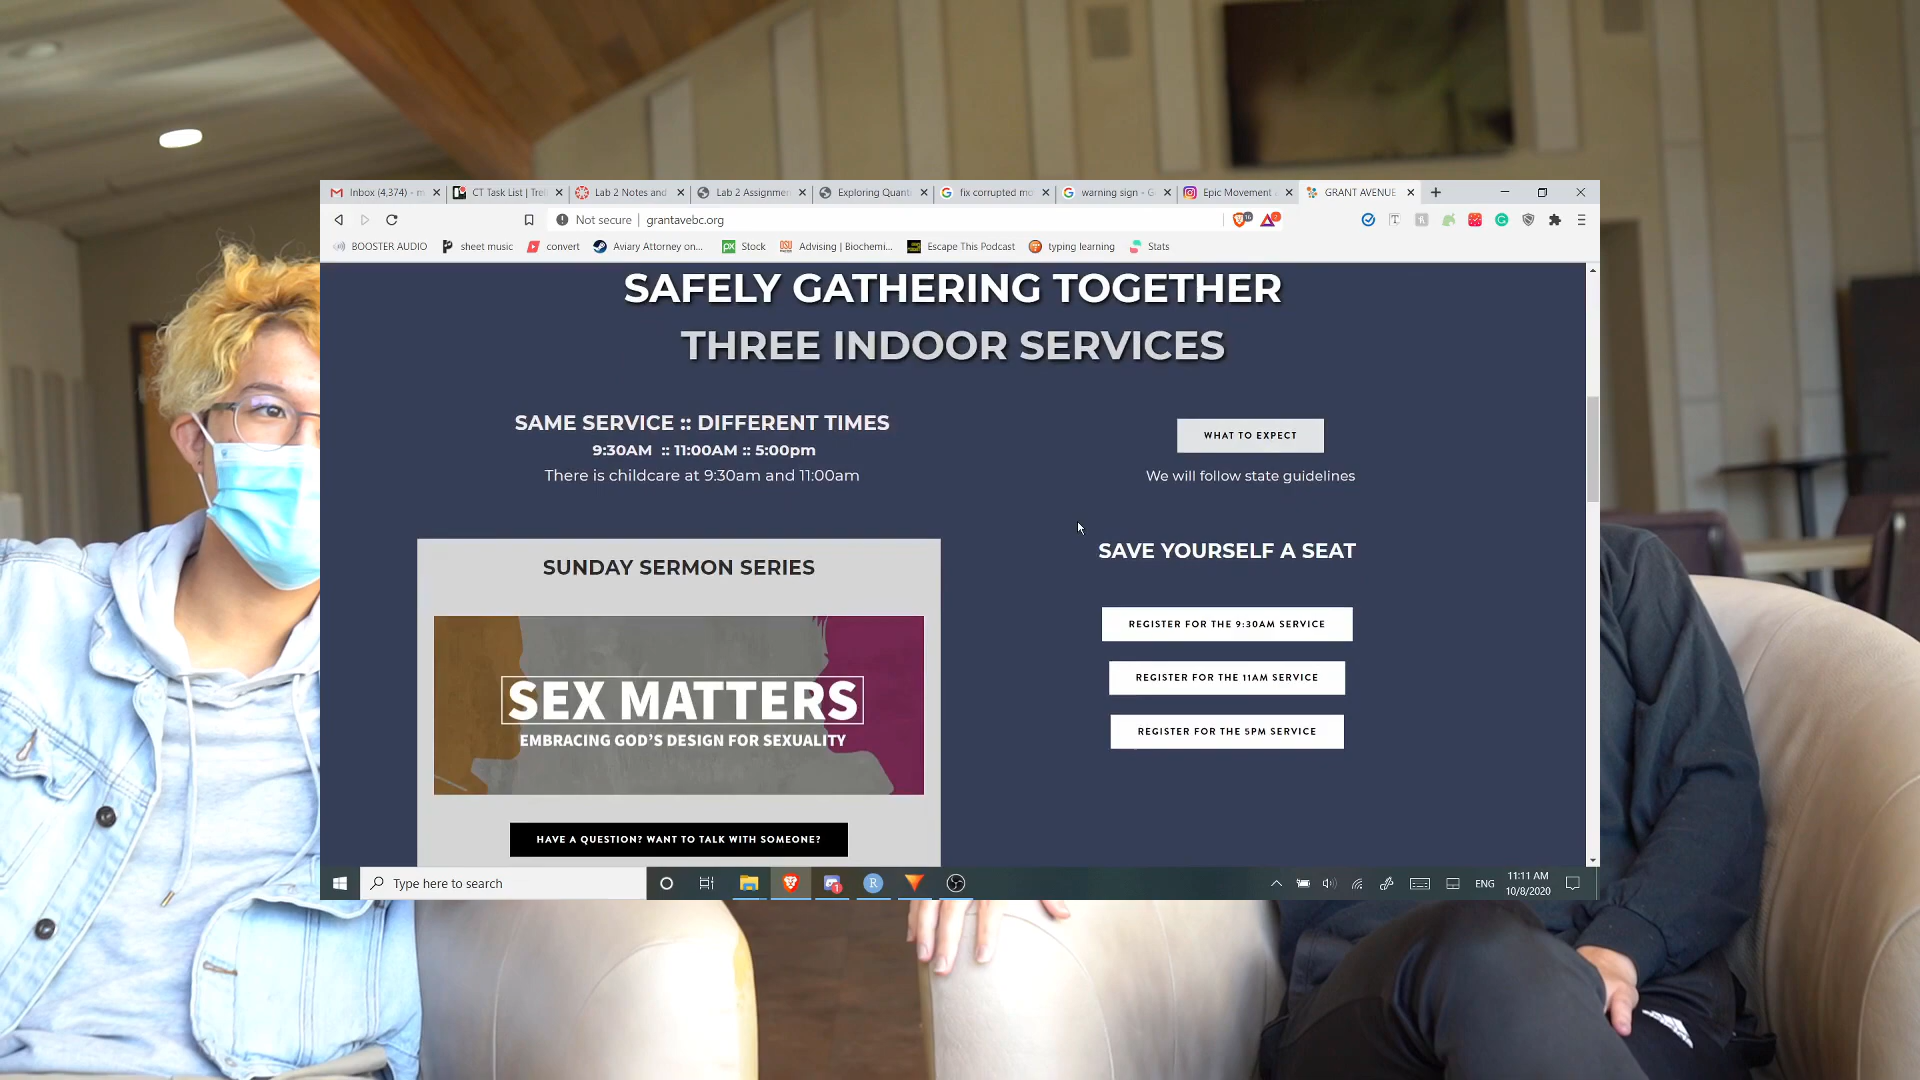 Inbox (4,374) - m
CT Task List | Trel
Lab 2 Notes and
Lab 2 Assignmen
Exploring Quant
fix corrupted mo
warning sign - G
Epic Movement
GRANT AVENUE
Not secure | grantavebc.org
BOOSTER AUDIO
sheet music
convert
Aviary Attorney on...
Stock
Advising | Biochemi...
Escape This Podcast
typing learning
Stats
SAFELY GATHERING TOGETHER
THREE INDOOR SERVICES
SAME SERVICE :: DIFFERENT TIMES
9:30AM :: 11:00AM :: 5:00pm
There is childcare at 9:30am and 11:00am
WHAT TO EXPECT
We will follow state guidelines
SUNDAY SERMON SERIES
SEX MATTERS
EMBRACING GOD'S DESIGN FOR SEXUALITY
HAVE A QUESTION? WANT TO TALK WITH SOMEONE?
SAVE YOURSELF A SEAT
REGISTER FOR THE 9:30AM SERVICE
REGISTER FOR THE 11AM SERVICE
REGISTER FOR THE 5PM SERVICE
Type here to search
ENG
11:11 AM
10/8/2020